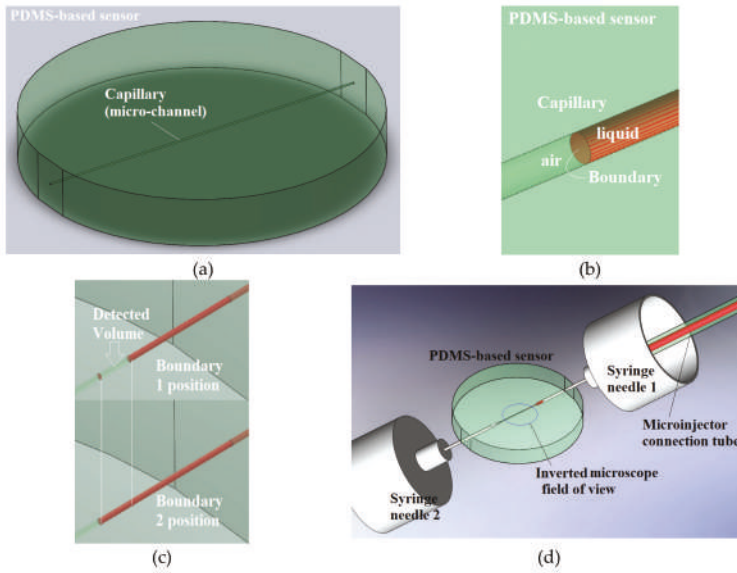 PDMS-based sensor
Capillary
(micro-channel)
(a)
PDMS-based sensor
Capillary
liquid
air
Boundary
(b)
Detected
Volume
Boundary
1 position
Boundary
2 position
(c)
PDMS-based sensor
Syringe
needle 1
Microinjector
connection tube
Inverted microscope
field of view
Syringe
needle 2
(d)